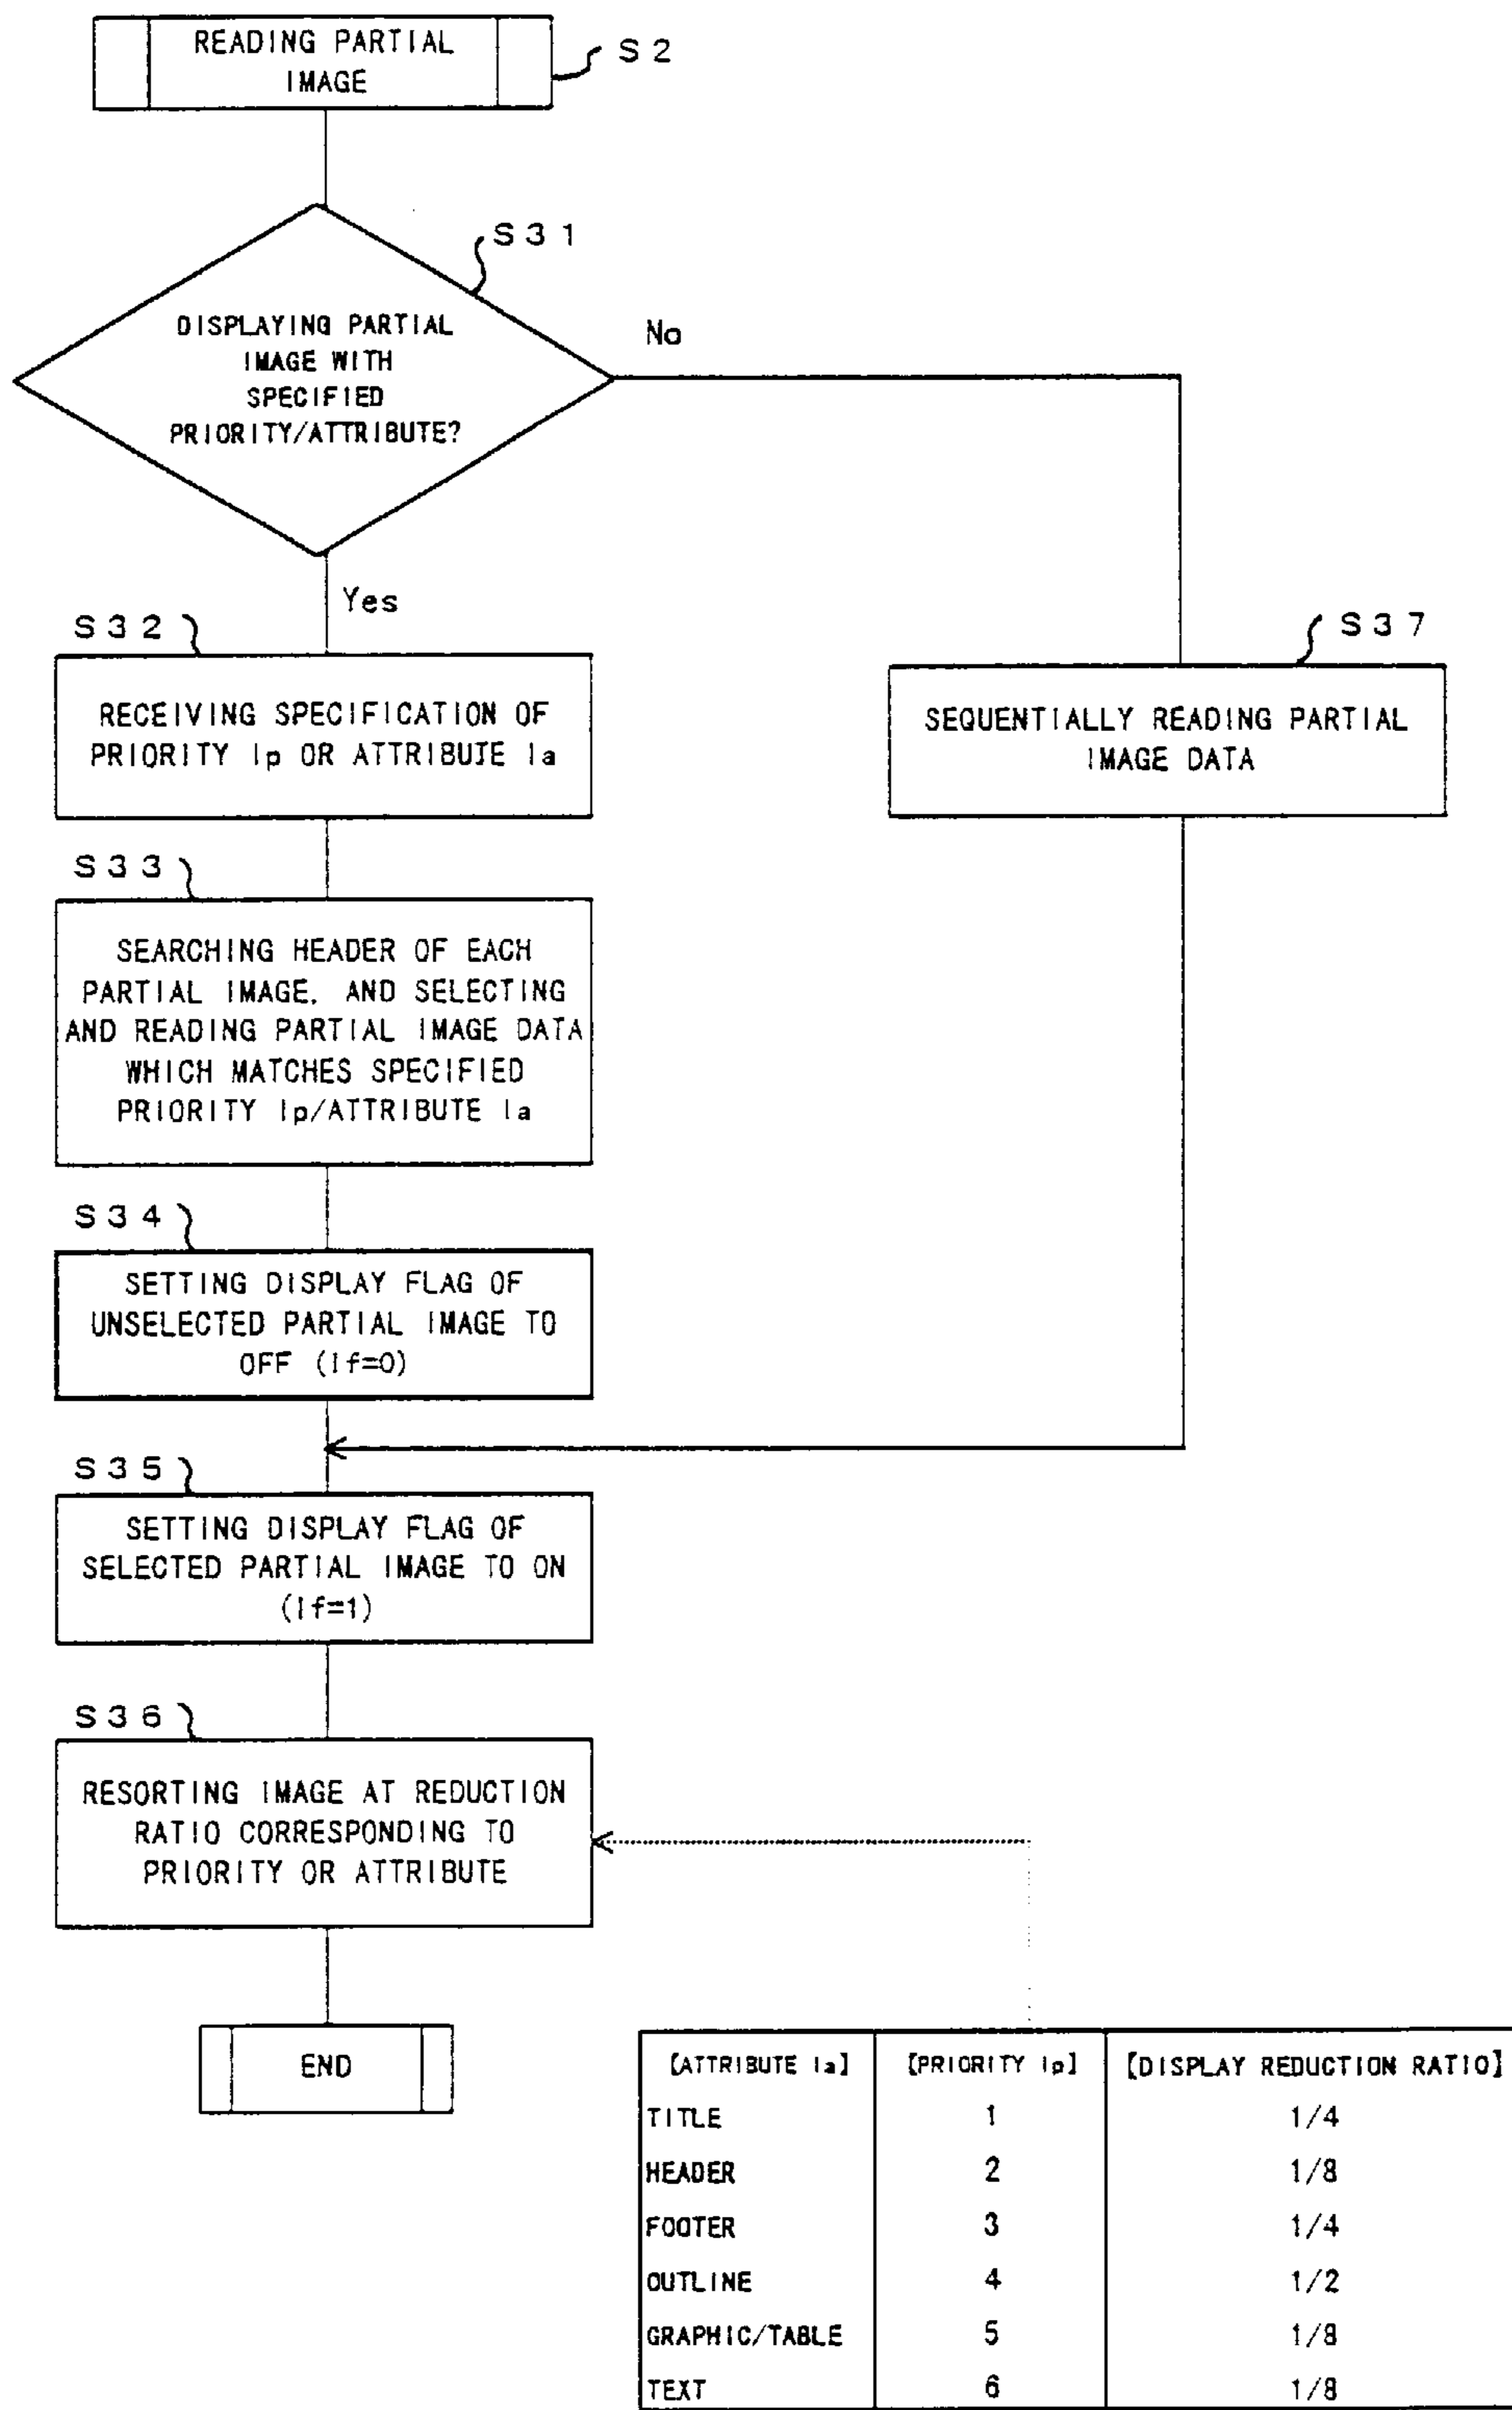 READING PARTIAL
IMAGE
S2
S31
DISPLAYING PARTIAL
IMAGE WITH
SPECIFIED
PRIORITY/ATTRIBUTE?
No
Yes
S32
RECEIVING SPECIFICATION OF
PRIORITY Ip OR ATTRIBUTE Ia
S37
SEQUENTIALLY READING PARTIAL
IMAGE DATA
S33
SEARCHING HEADER OF EACH
PARTIAL IMAGE, AND SELECTING
AND READING PARTIAL IMAGE DATA
WHICH MATCHES SPECIFIED
PRIORITY Ip/ATTRIBUTE Ia
S34
SETTING DISPLAY FLAG OF
UNSELECTED PARTIAL IMAGE TO
OFF (If=0)
S35
SETTING DISPLAY FLAG OF
SELECTED PARTIAL IMAGE TO ON
(If=1)
S36
RESORTING IMAGE AT REDUCTION
RATIO CORRESPONDING TO
PRIORITY OR ATTRIBUTE
END
[ATTRIBUTE Ia] [PRIORITY Ip] [DISPLAY REDUCTION RATIO]
TITLE 1 1/4
HEADER 2 1/8
FOOTER 3 1/4
OUTLINE 4 1/2
GRAPHIC/TABLE 5 1/8
TEXT 6 1/8